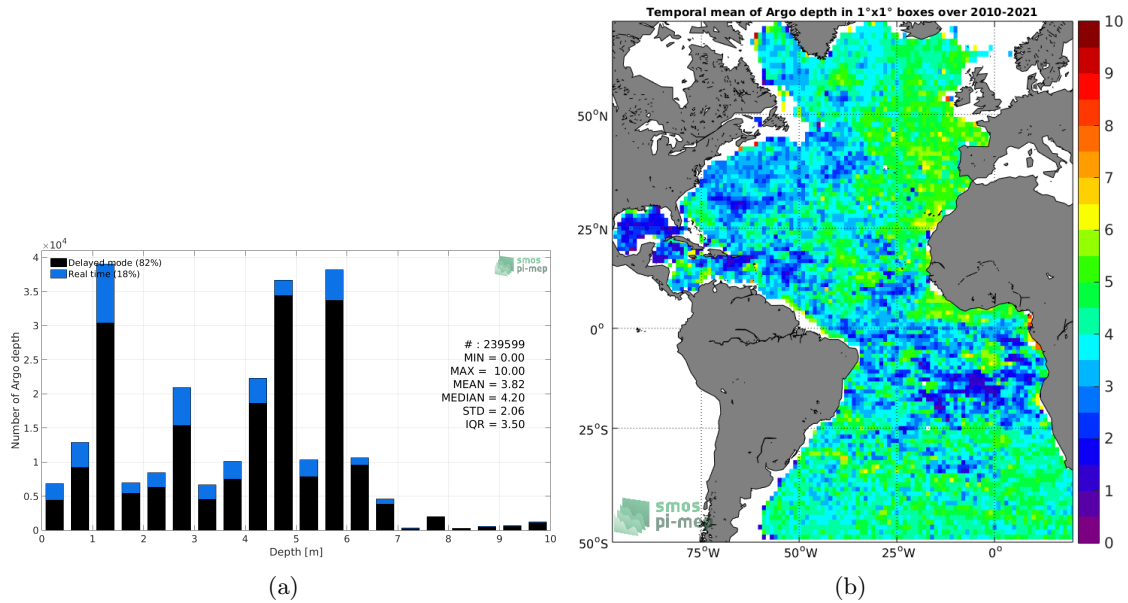 Temporal mean of Argo depth in 1°x1° boxes over 2010-2021
×10^4
Delayed mode (82%)
Real time (18%)
smos
pi-mep
4
3.5
3
2.5
2
1.5
1
0.5
0
Number of Argo depth
# : 239599
MIN = 0.00
MAX = 10.00
MEAN = 3.82
MEDIAN = 4.20
STD = 2.06
IQR = 3.50
0 1 2 3 4 5 6 7 8 9 10
Depth [m]
(a)
50°N
25°N
0°
25°S
50°S
75°W 50°W 25°W 0°
smos
pi-mep
10
9
8
7
6
5
4
3
2
1
0
(b)